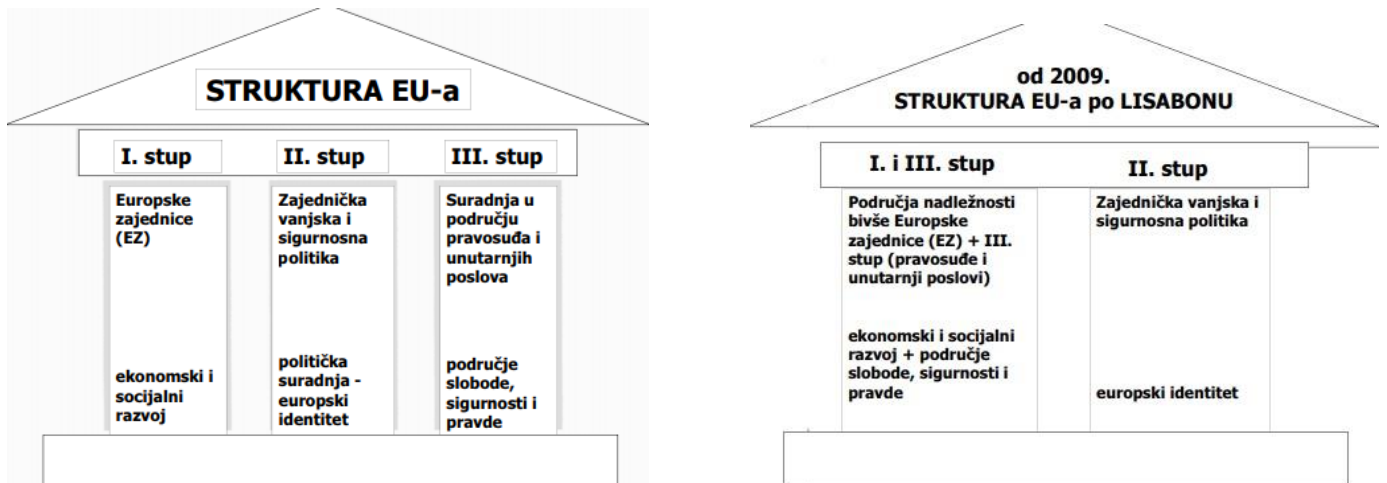 STRUKTURA EU-a
I. stup
II. stup
III. stup
Europske
zajednice
(EZ)
ekonomski i
socijalni
razvoj
Zajednička
vanjska i
sigurnosna
politika
politička
suradnja -
europski
identitet
Suradnja u
području
pravosuđa i
unutarnjih
poslova
područje
slobode,
sigurnosti i
pravde
od 2009.
STRUKTURA EU-a po LISABONU
I. i III. stup
II. stup
Područja nadležnosti
bivše Europske
zajednice (EZ) + III.
stup (pravosuđe i
unutarnji poslovi)
ekonomski i socijalni
razvoj + područje
slobode, sigurnosti i
pravde
Zajednička vanjska i
sigurnosna politika
europski identitet